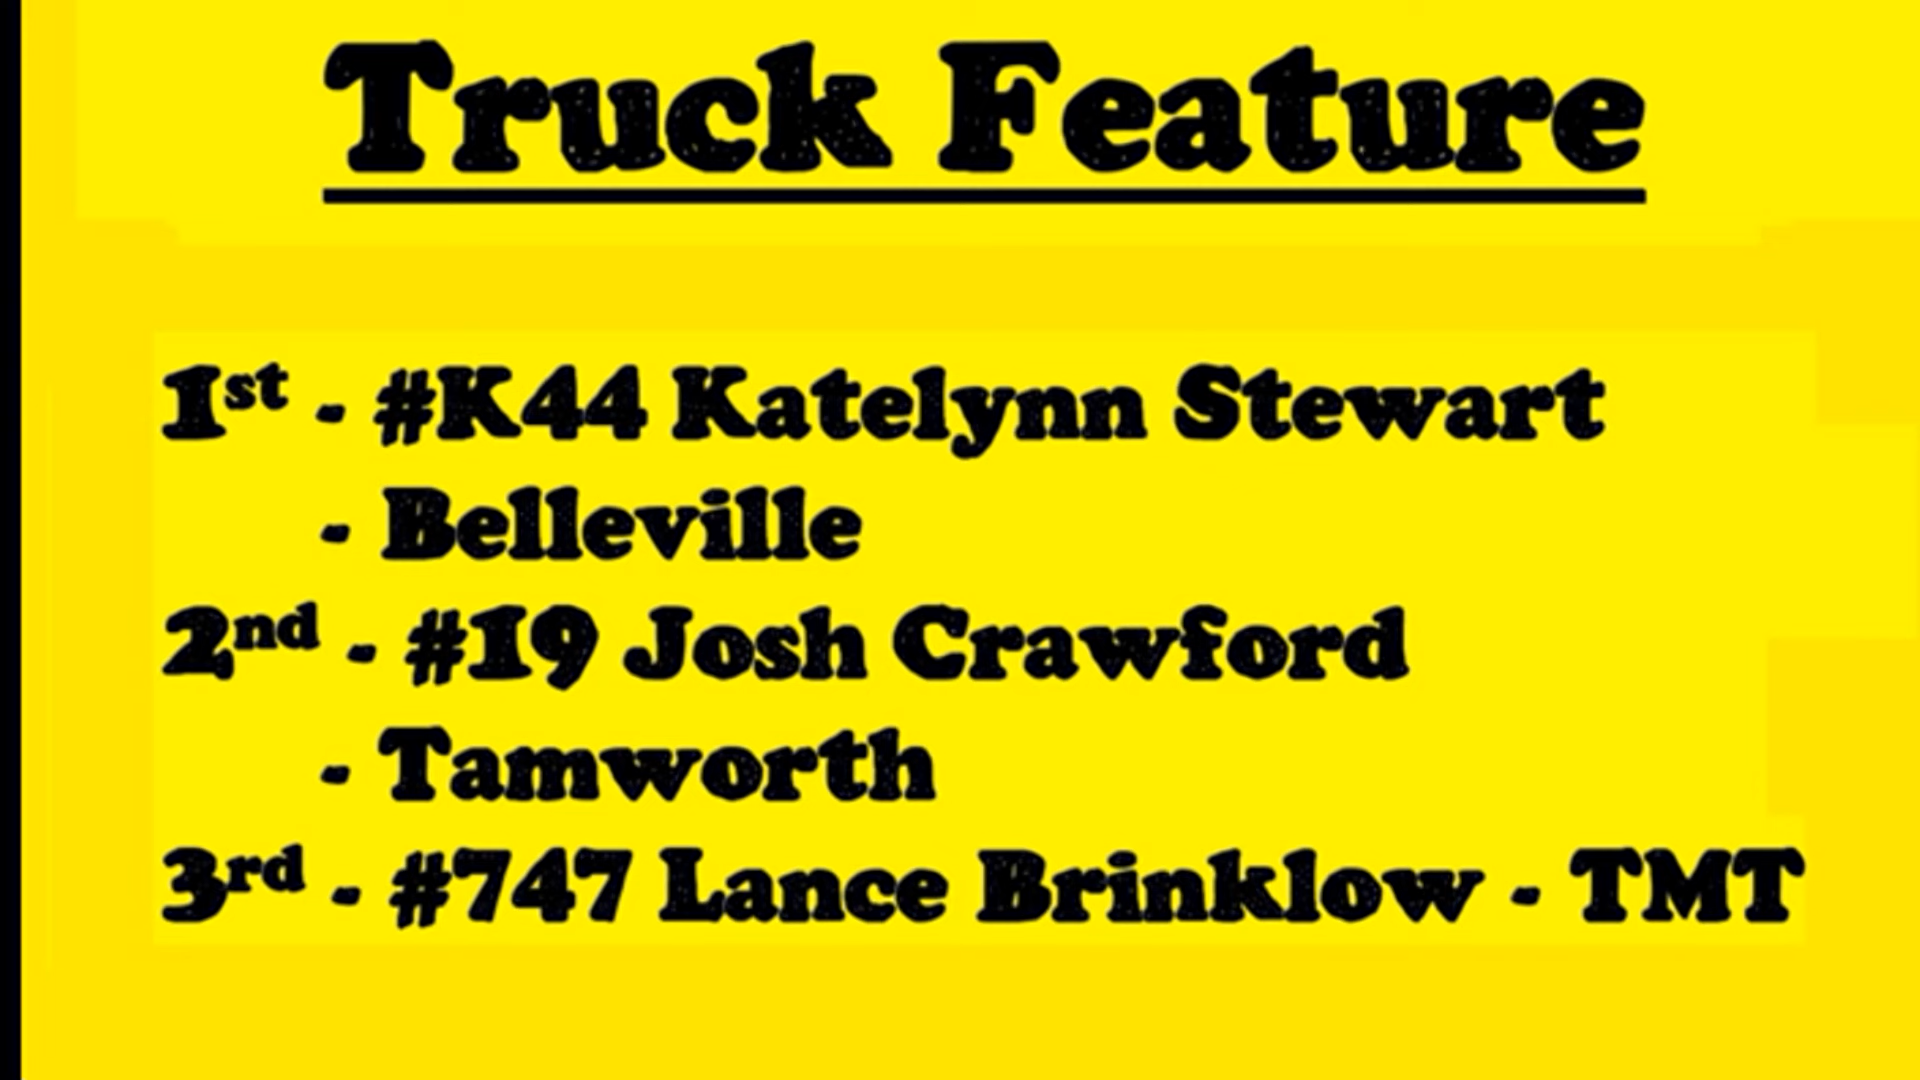 Truck Feature
1st - #K44 Katelynn Stewart
- Belleville
2nd - #19 Josh Crawford
- Tamworth
3rd - #747 Lance Brinklow - TMT